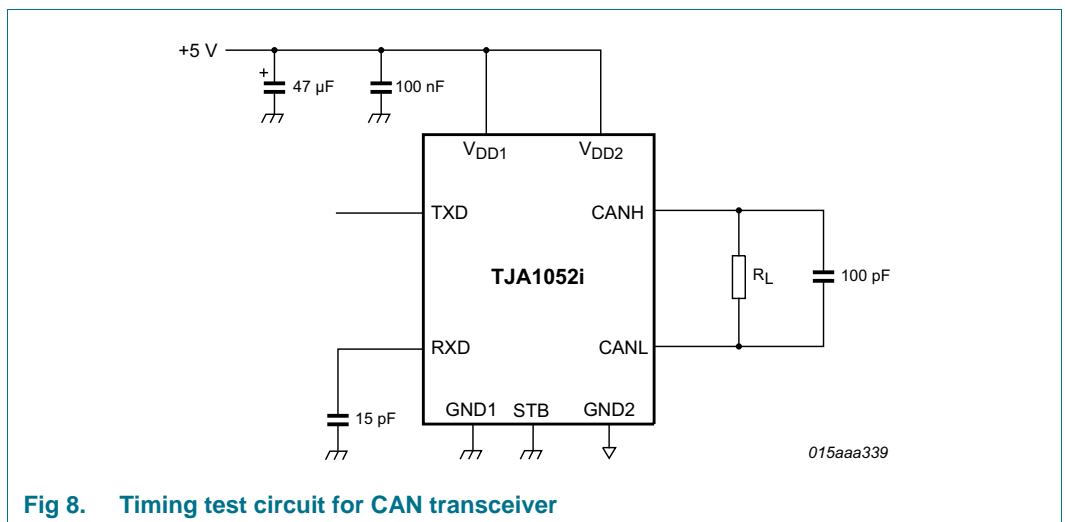 +5 V
+
47 µF
100 nF
VDD1
VDD2
TXD
CANH
TJA1052i
RL
100 pF
RXD
CANL
15 pF
GND1
STB
GND2
015aaa339
Fig 8. Timing test circuit for CAN transceiver